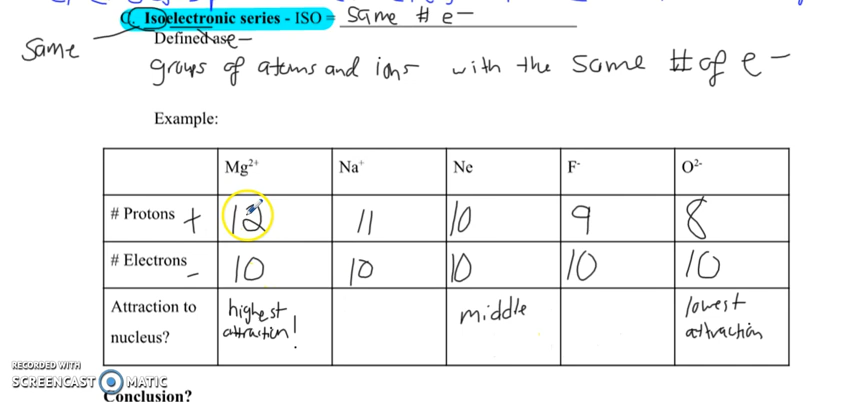 C. Isoelectronic series - ISO = same # e-
Same
Defined as e-
groups of atoms and ions with the same # of e-
Example:
Mg2+ Na+ Ne F- O2-
# Protons + 12 11 10 9 8
# Electrons - 10 10 10 10 10
Attraction to nucleus? highest attraction! middle lowest attraction
RECORDED WITH
SCREENCAST MATIC
Conclusion?